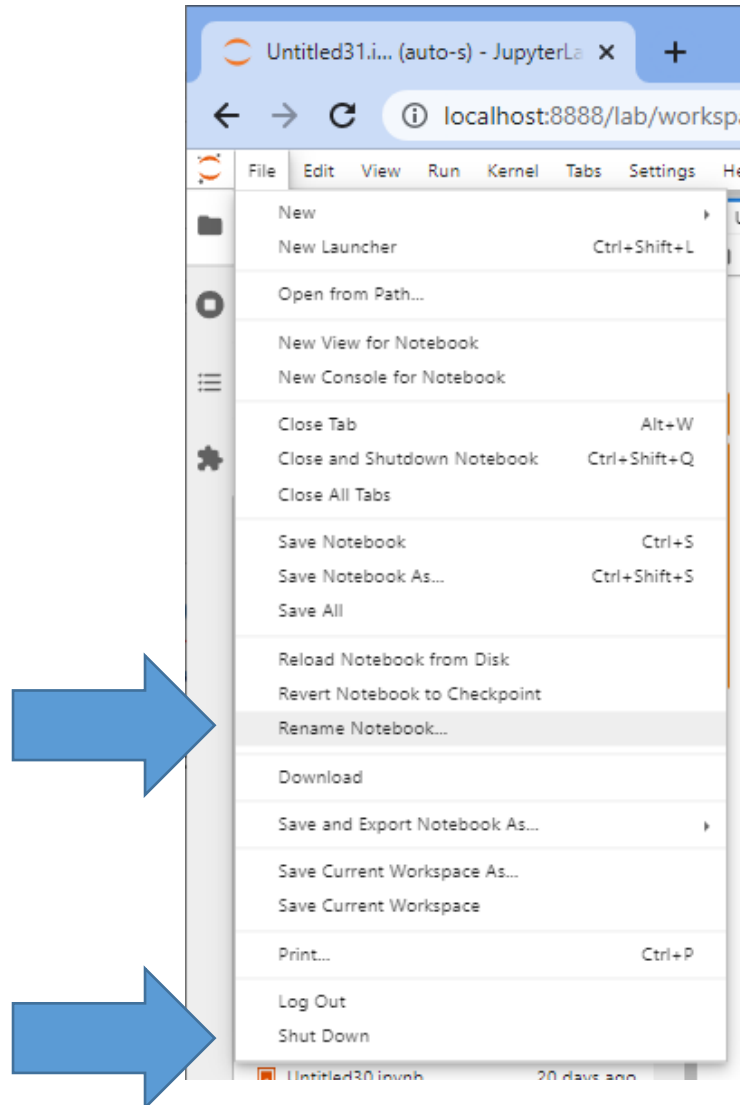 Untitled31.i... (auto-s) - JupyterLa
localhost:8888/lab/workspa
File Edit View Run Kernel Tabs Settings He
New
New Launcher Ctrl+Shift+L
Open from Path...
New View for Notebook
New Console for Notebook
Close Tab Alt+W
Close and Shutdown Notebook Ctrl+Shift+Q
Close All Tabs
Save Notebook Ctrl+S
Save Notebook As... Ctrl+Shift+S
Save All
Reload Notebook from Disk
Revert Notebook to Checkpoint
Rename Notebook...
Download
Save and Export Notebook As...
Save Current Workspace As...
Save Current Workspace
Print... Ctrl+P
Log Out
Shut Down
Untitled30.ipynb 20 days ago